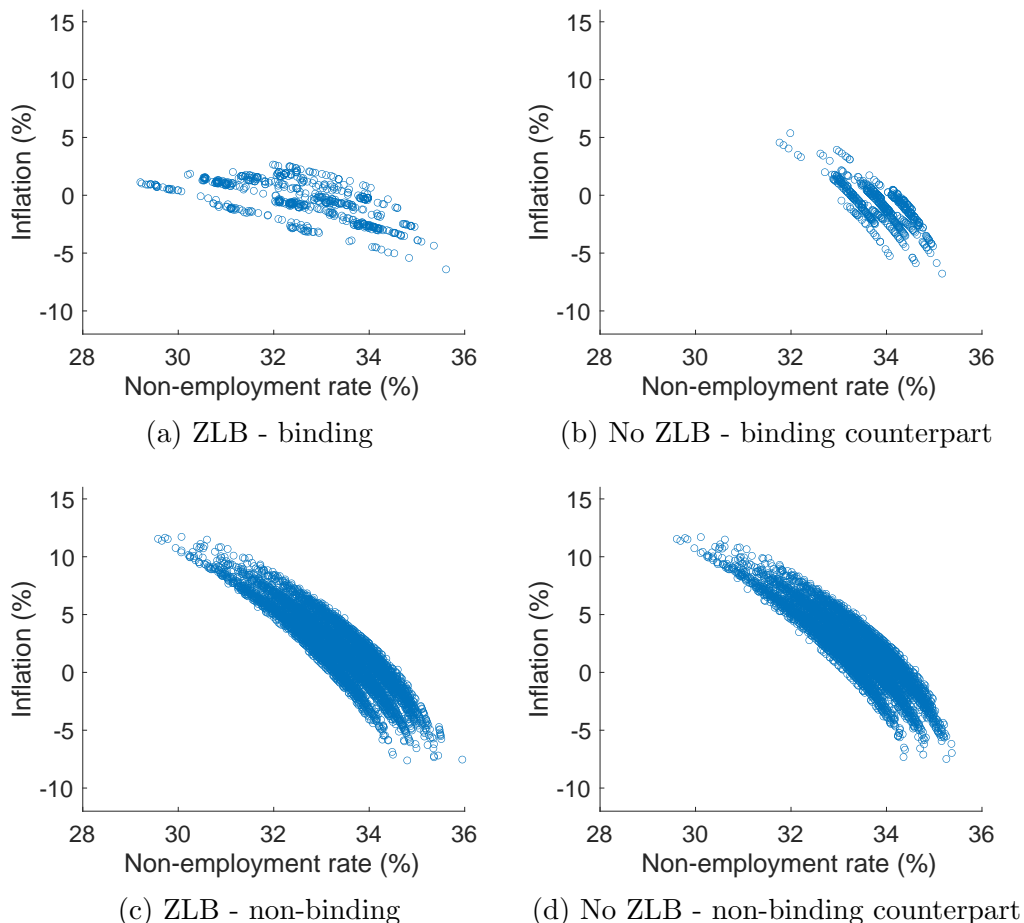 15
10
5
0
-5
-10
Inflation (%)
28 30 32 34 36
Non-employment rate (%)
(a) ZLB - binding
15
10
5
0
-5
-10
Inflation (%)
28 30 32 34 36
Non-employment rate (%)
(b) No ZLB - binding counterpart
15
10
5
0
-5
-10
Inflation (%)
28 30 32 34 36
Non-employment rate (%)
(c) ZLB - non-binding
15
10
5
0
-5
-10
Inflation (%)
28 30 32 34 36
Non-employment rate (%)
(d) No ZLB - non-binding counterpart